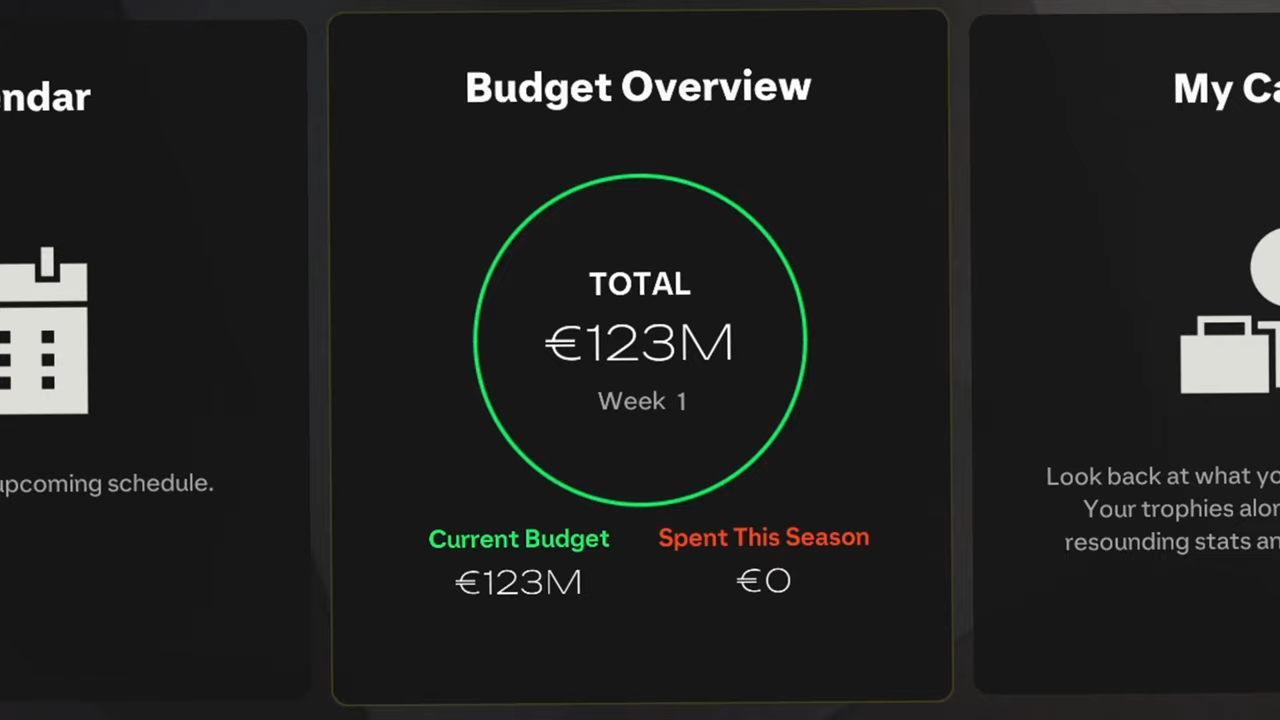 ndar
upcoming schedule.
Budget Overview
TOTAL
€123M
Week 1
Current Budget
€123M
Spent This Season
€0
My Ca
Look back at what yo
Your trophies alon
resounding stats an